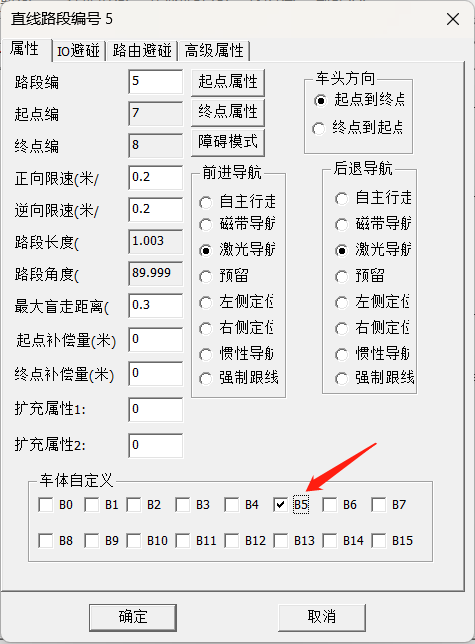 直线路段编号 5
属性 IO避碰 路由避碰 高级属性
路段编 5 起点属性
起点编 7 终点属性
终点编 8 障碍模式
车头方向
起点到终点
终点到起点
正向限速(米/ 0.2
逆向限速(米/ 0.2
路段长度( 1.003
路段角度( 89.999
最大盲走距离( 0.3
起点补偿量(米) 0
终点补偿量(米) 0
扩充属性1: 0
扩充属性2: 0
前进导航
自主行走
磁带导航
激光导航
预留
左侧定位
右侧定位
惯性导航
强制跟线
后退导航
自主行走
磁带导航
激光导航
预留
左侧定位
右侧定位
惯性导航
强制跟线
车体自定义
B0 B1 B2 B3 B4 B5 B6 B7
B8 B9 B10 B11 B12 B13 B14 B15
确定 取消